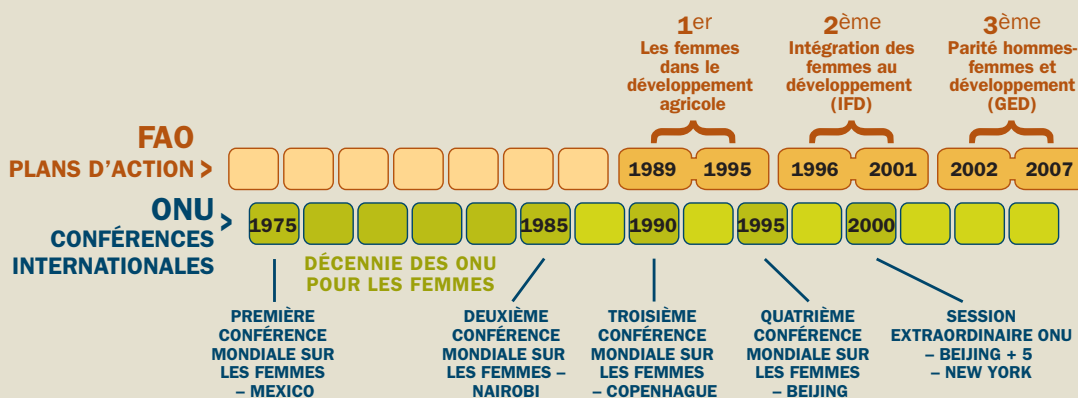 1er
Les femmes
dans le
développement
agricole
2ème
Intégration des
femmes au
développement
(IFD)
3ème
Parité hommes-
femmes et
développement
(GED)
FAO
PLANS D'ACTION >
1989 1995 1996 2001 2002 2007
ONU >
CONFÉRENCES
INTERNATIONALES
1975 1985 1990 1995 2000
DÉCENNIE DES ONU
POUR LES FEMMES
PREMIÈRE
CONFÉRENCE
MONDIALE SUR
LES FEMMES
– MEXICO
DEUXIÈME
CONFÉRENCE
MONDIALE SUR
LES FEMMES –
NAIROBI
TROISIÈME
CONFÉRENCE
MONDIALE SUR
LES FEMMES
– COPENHAGUE
QUATRIÈME
CONFÉRENCE
MONDIALE SUR
LES FEMMES
– BEIJING
SESSION
EXTRAORDINAIRE ONU
– BEIJING + 5
– NEW YORK